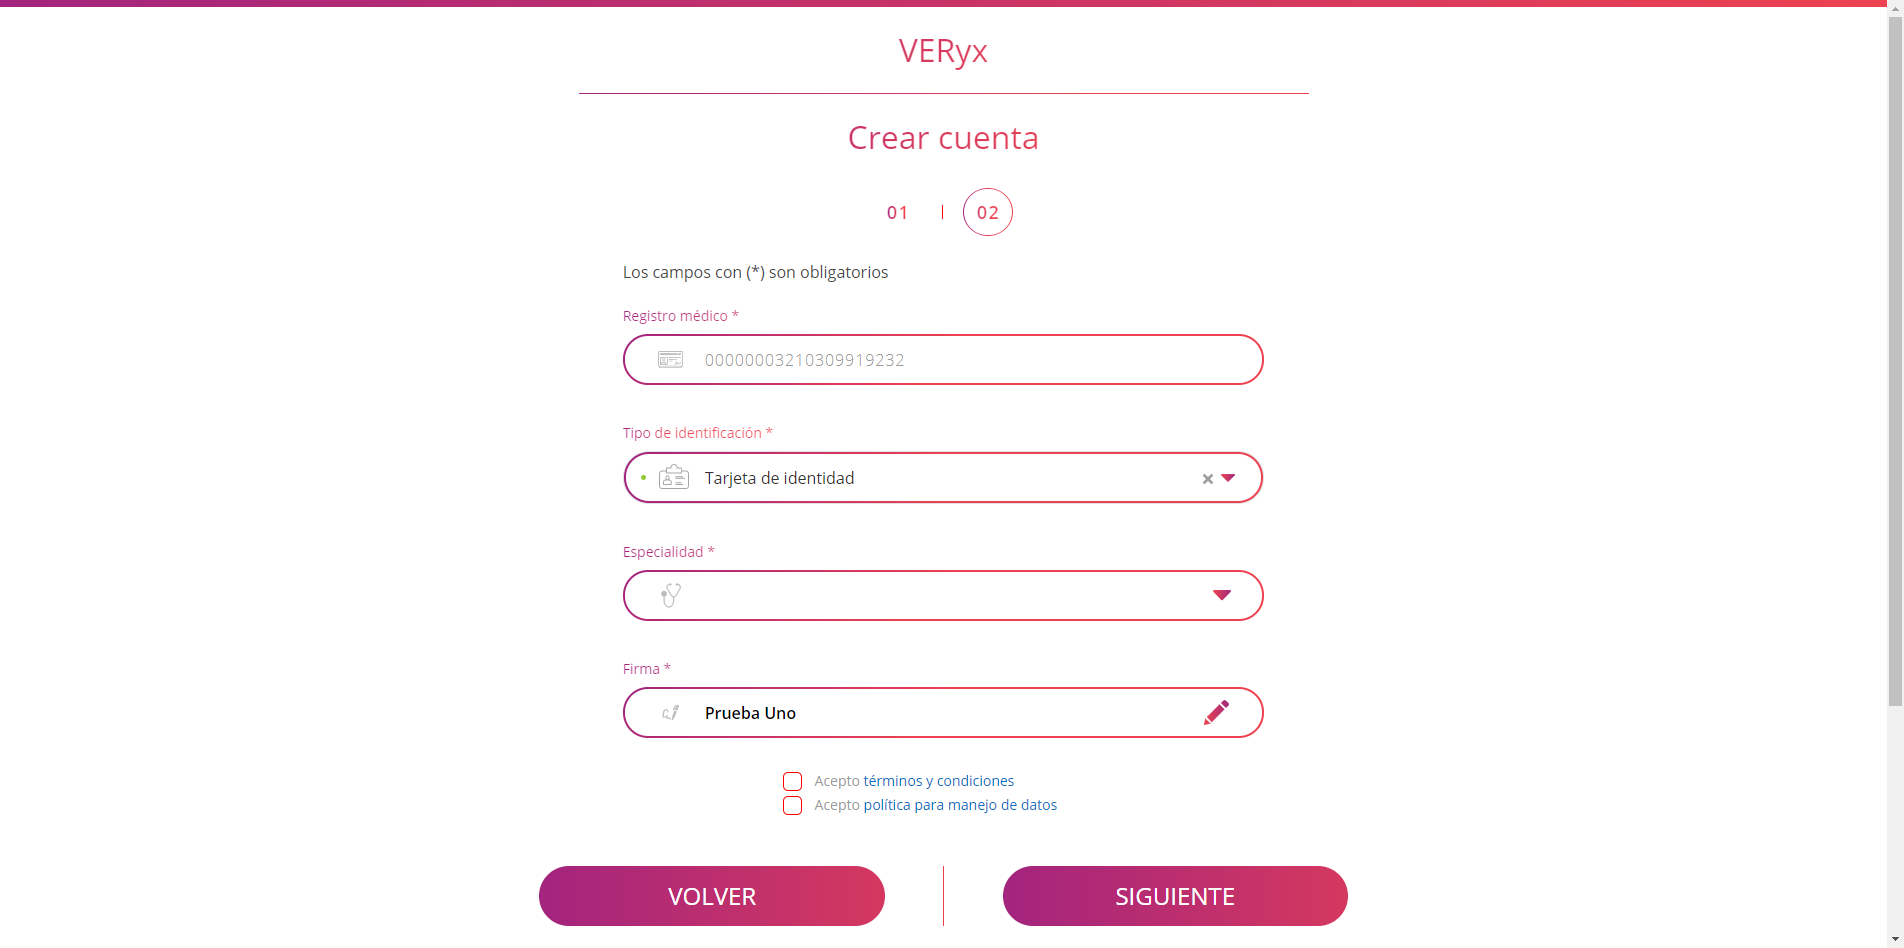 VERyx
Crear cuenta
01 | 02
Los campos con (*) son obligatorios
Registro médico *
00000003210309919232
Tipo de identificación *
Tarjeta de identidad
Especialidad *
Firma *
Prueba Uno
Acepto términos y condiciones
Acepto política para manejo de datos
VOLVER
SIGUIENTE